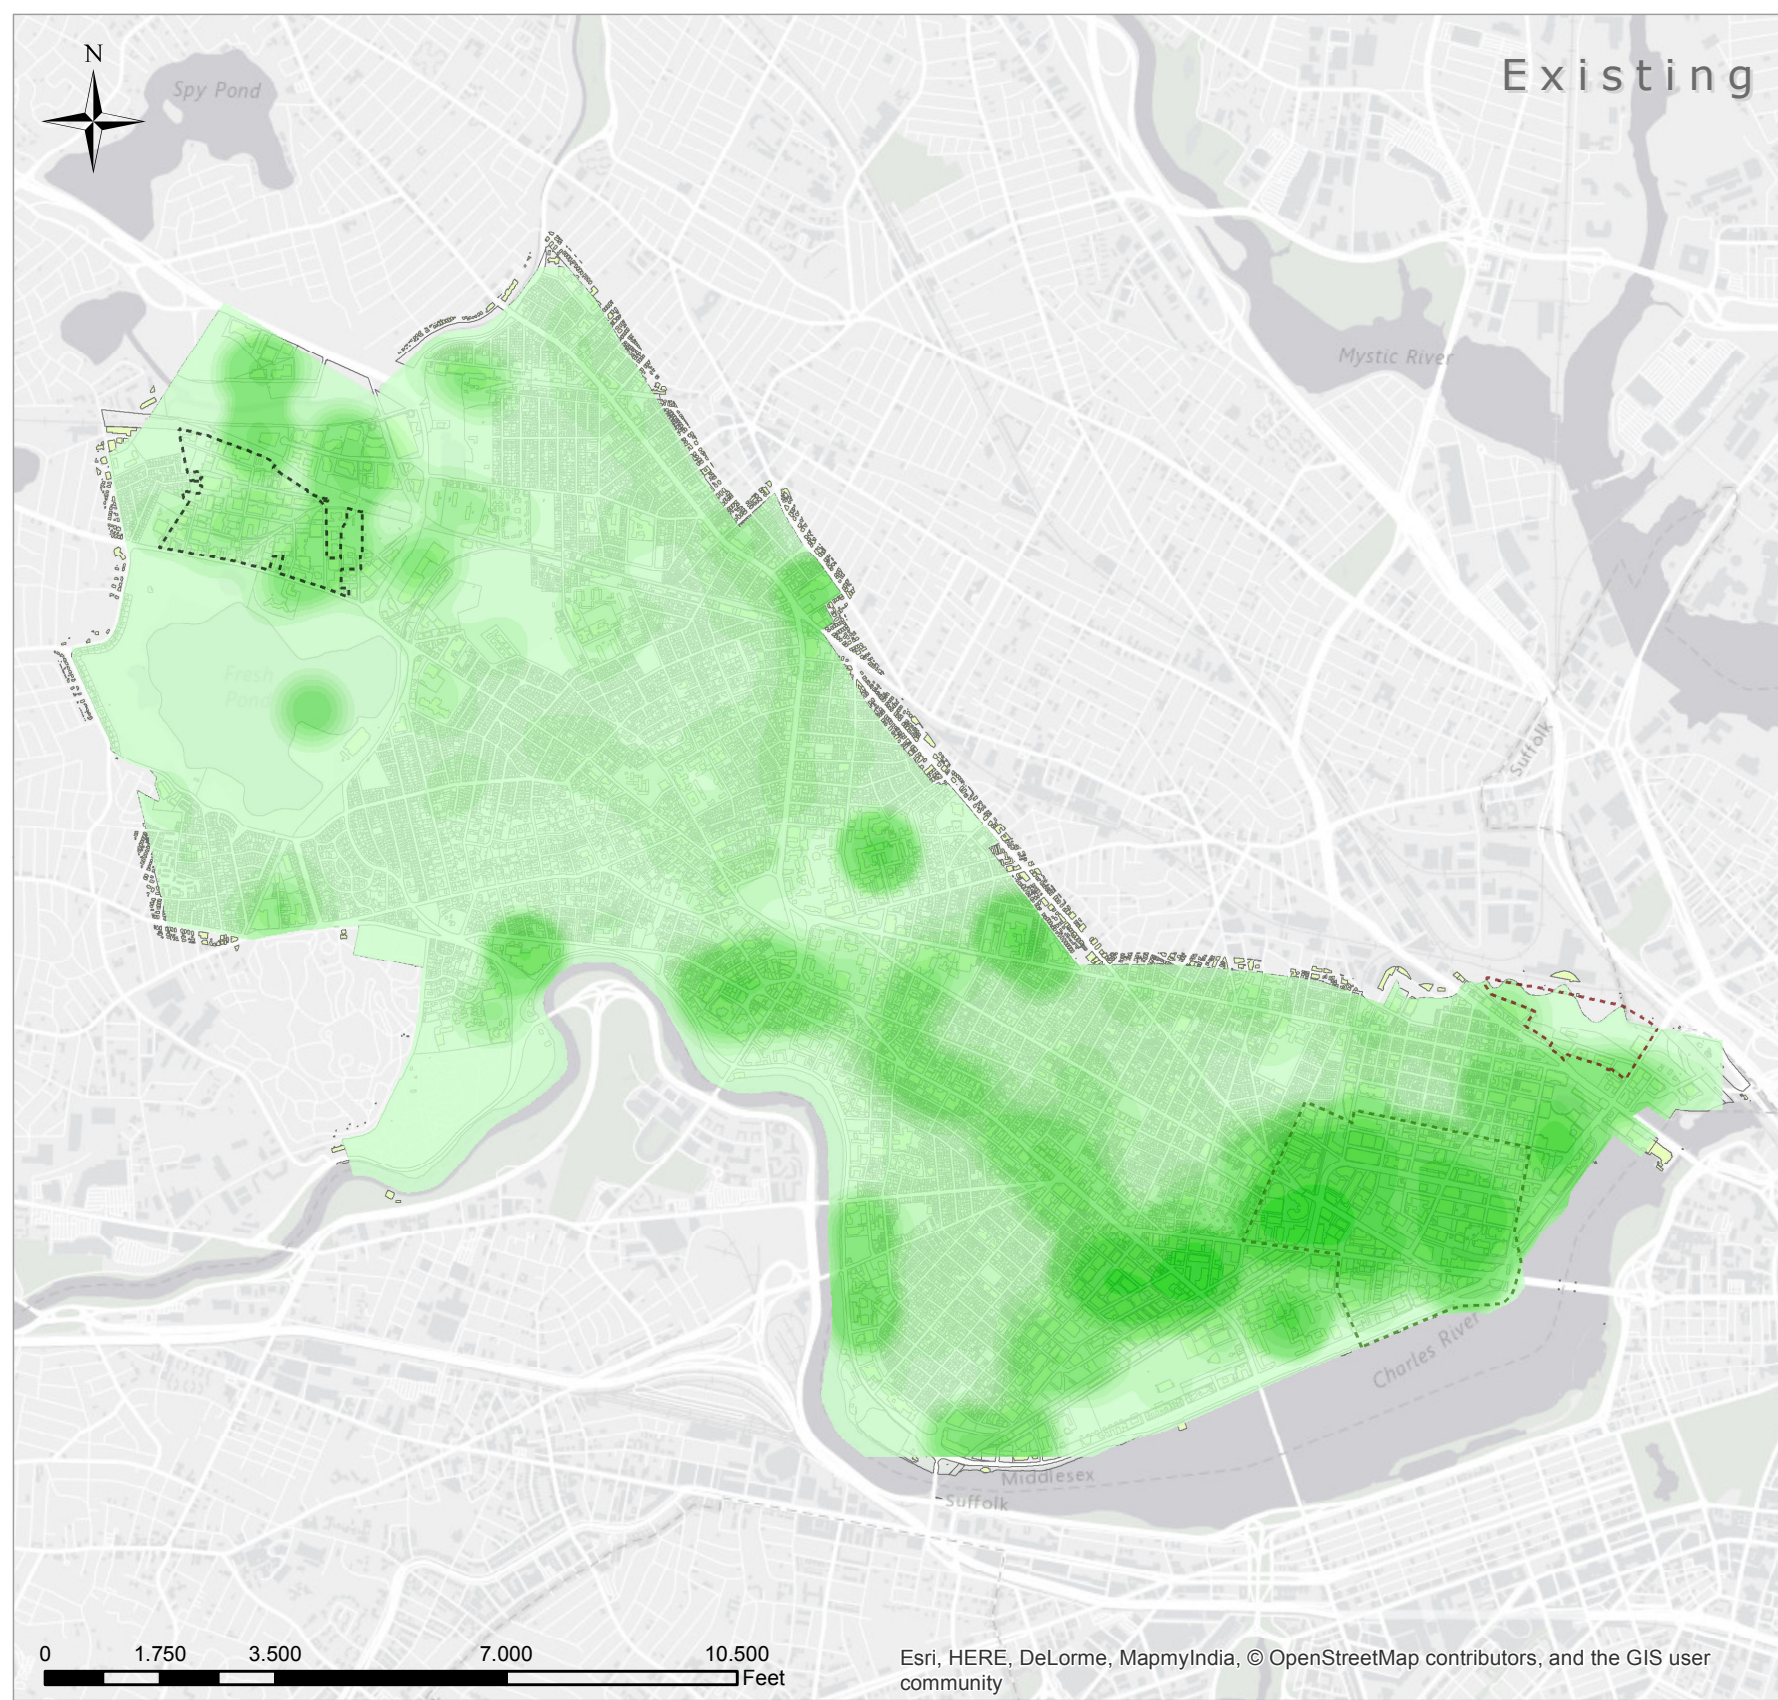 N
Spy Pond
Existing
Mystic River
Fresh
Pond
Suffolk
Charles River
Middlesex
Suffolk
0 1.750 3.500 7.000 10.500
Feet
Esri, HERE, DeLorme, MapmyIndia, © OpenStreetMap contributors, and the GIS user
community